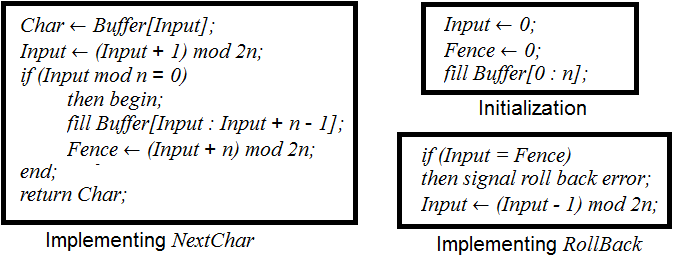 Char ← Buffer[Input];
Input ← (Input + 1) mod 2n;
if (Input mod n = 0)
then begin;
fill Buffer[Input : Input + n - 1];
Fence ← (Input + n) mod 2n;
end;
return Char;
Implementing NextChar
Input ← 0;
Fence ← 0;
fill Buffer[0 : n];
Initialization
if (Input = Fence)
then signal roll back error;
Input ← (Input - 1) mod 2n;
Implementing RollBack